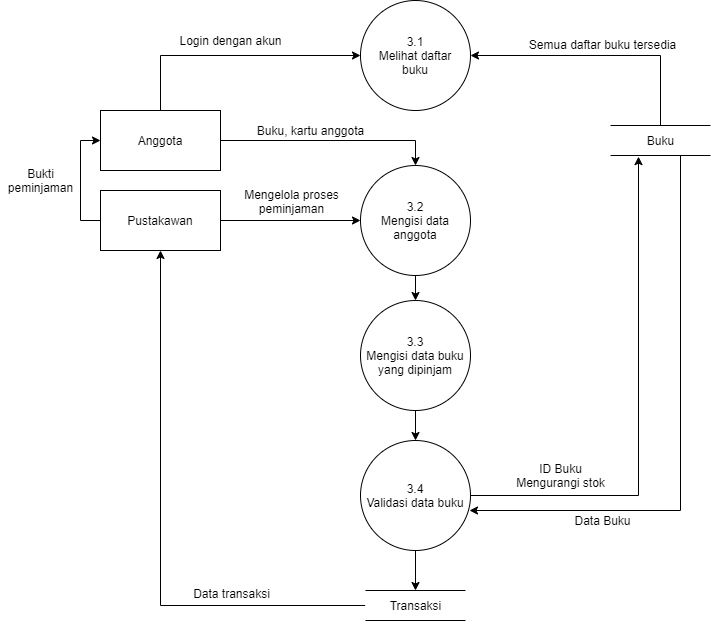 Login dengan akun
3.1
Melihat daftar
buku
Semua daftar buku tersedia
Anggota
Buku, kartu anggota
Buku
Bukti
peminjaman
Pustakawan
Mengelola proses
peminjaman
3.2
Mengisi data
anggota
3.3
Mengisi data buku
yang dipinjam
3.4
Validasi data buku
ID Buku
Mengurangi stok
Data Buku
Data transaksi
Transaksi